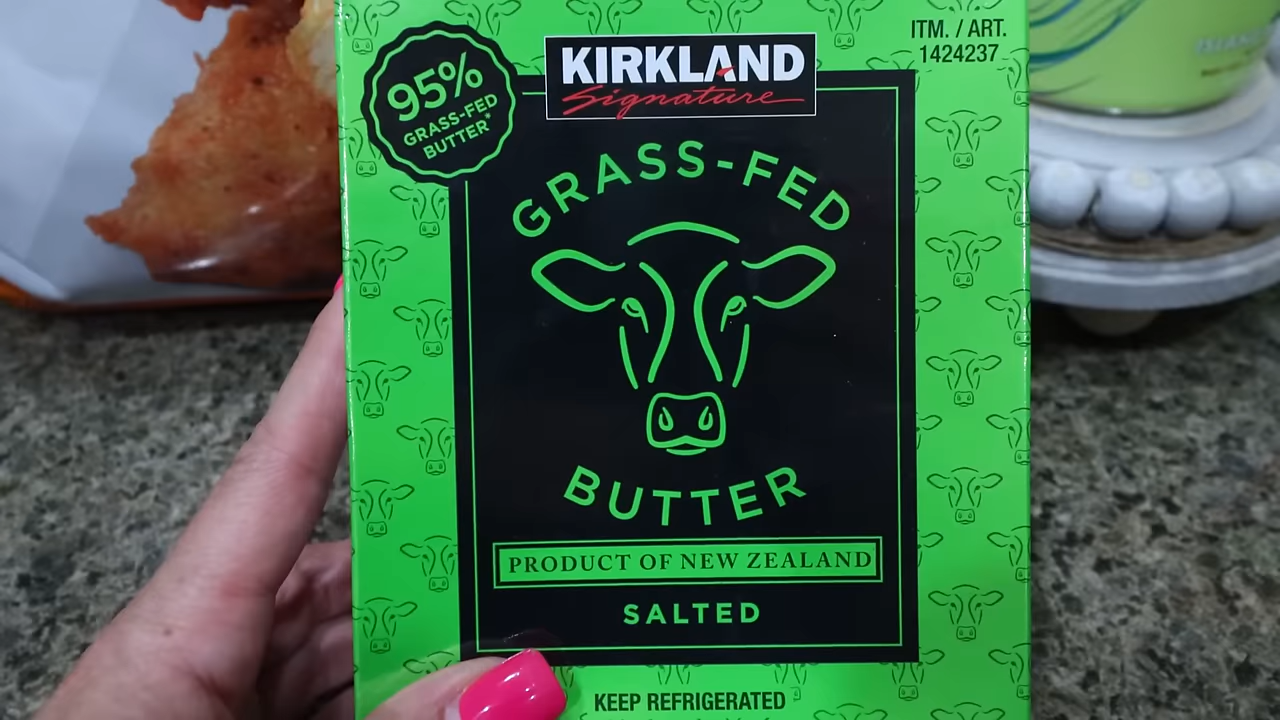 95%
GRASS-FED
BUTTER*
KIRKLAND
Signature
ITM. / ART.
1424237
GRASS-FED
BUTTER
PRODUCT OF NEW ZEALAND
SALTED
KEEP REFRIGERATED